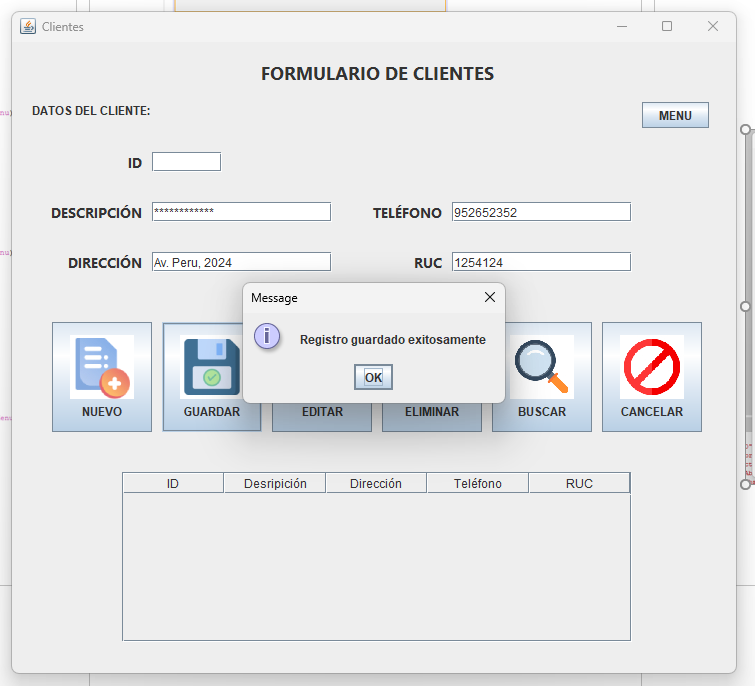 Clientes
FORMULARIO DE CLIENTES
DATOS DEL CLIENTE:
MENU
ID
DESCRIPCIÓN ************ TELÉFONO 952652352
DIRECCIÓN Av. Peru, 2024 RUC 1254124
Message
Registro guardado exitosamente
OK
NUEVO GUARDAR EDITAR ELIMINAR BUSCAR CANCELAR
ID Desripición Dirección Teléfono RUC